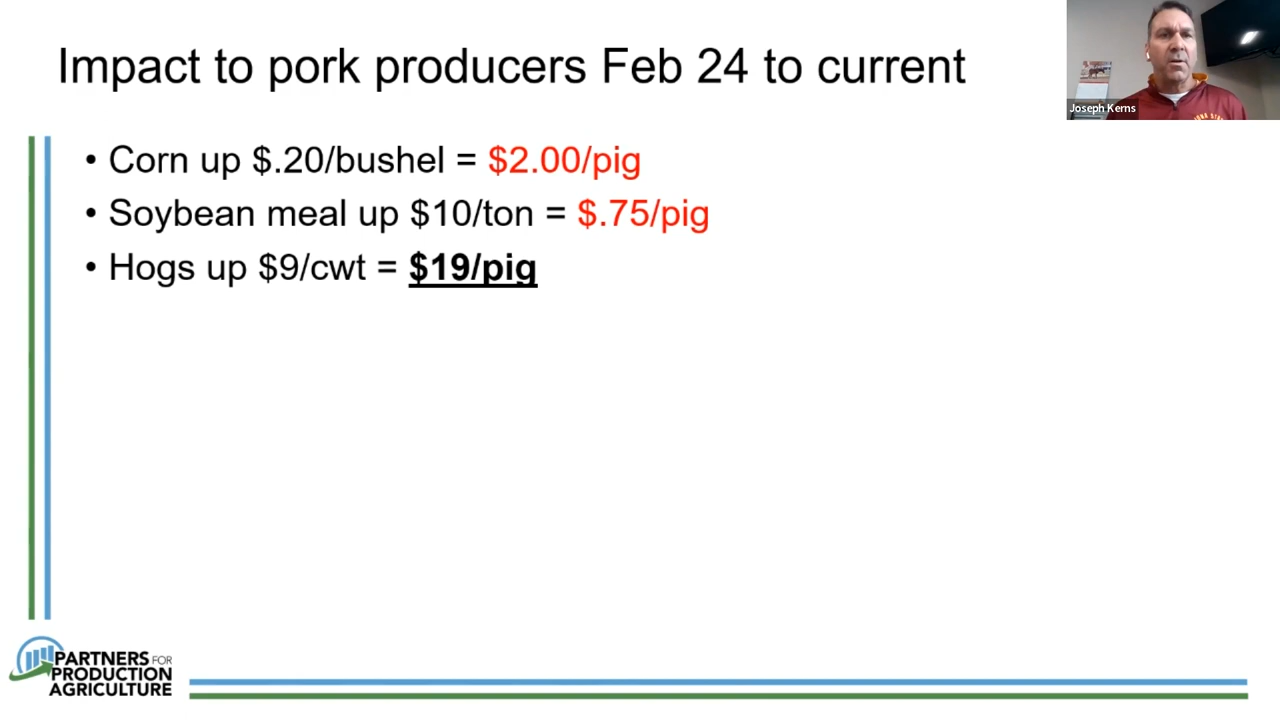 Impact to pork producers Feb 24 to current
Joseph Kerns
• Corn up $.20/bushel = $2.00/pig
• Soybean meal up $10/ton = $.75/pig
• Hogs up $9/cwt = $19/pig
PARTNERS FOR
PRODUCTION
AGRICULTURE